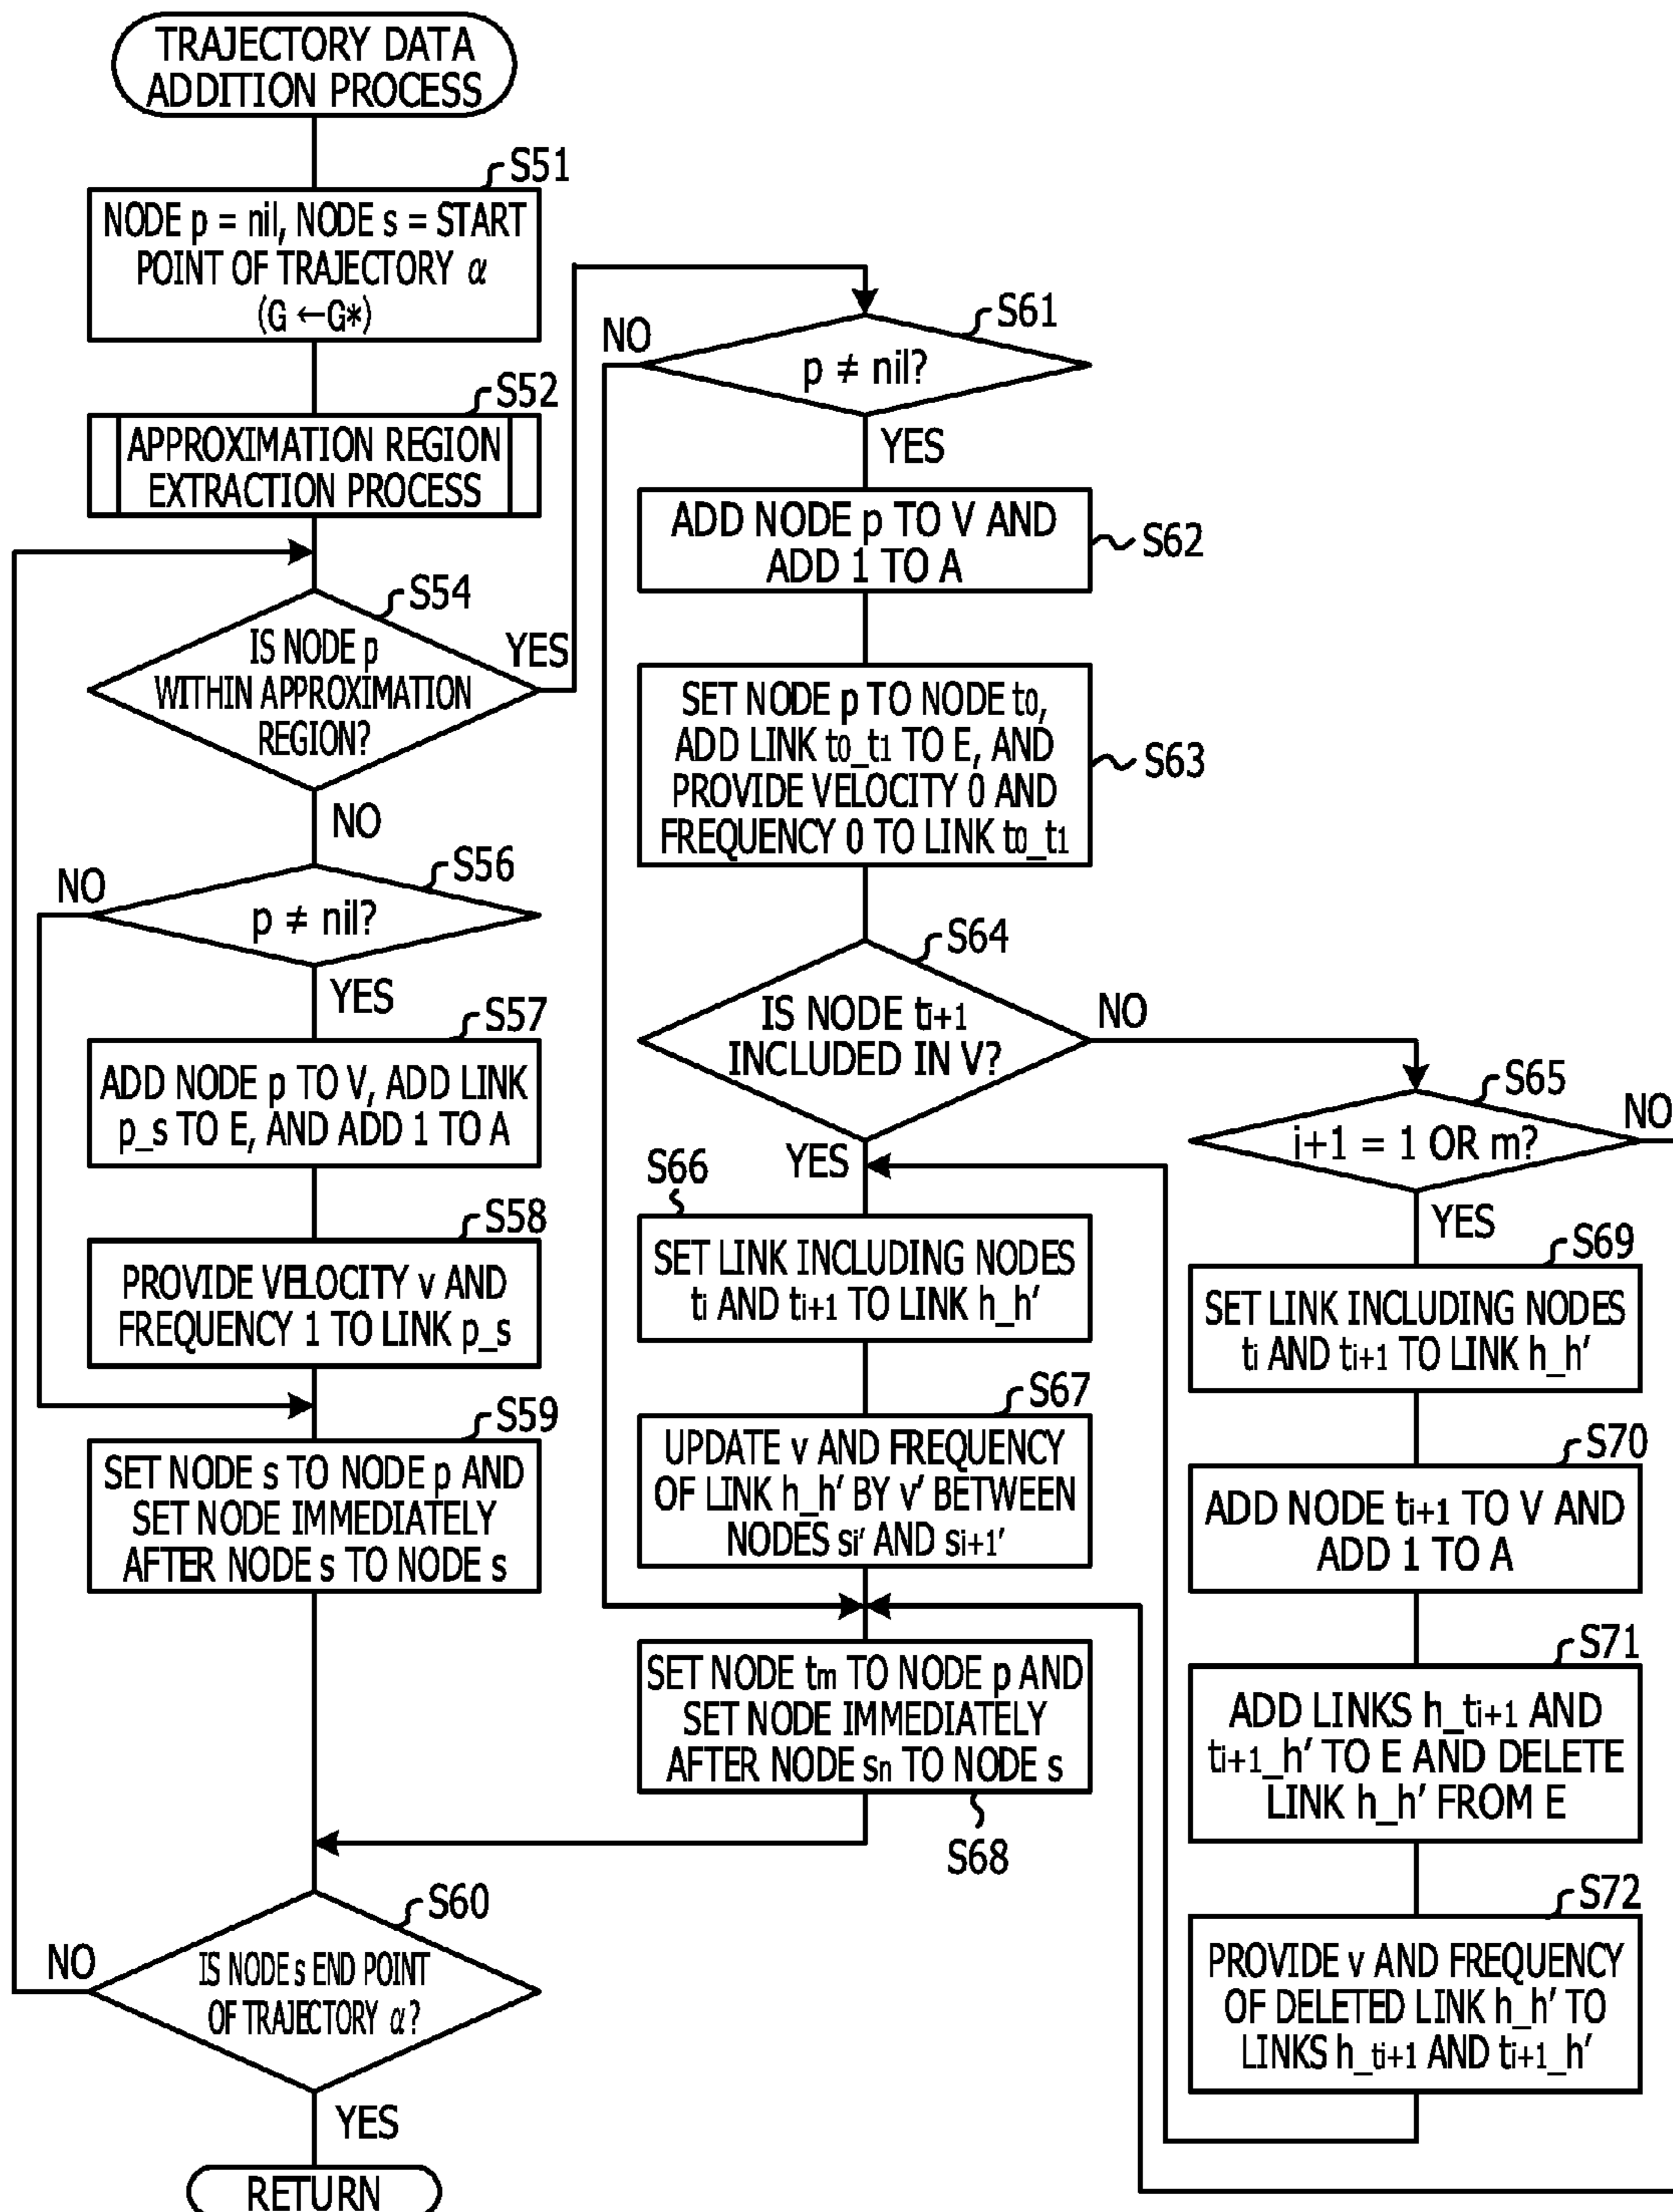 TRAJECTORY DATA
ADDITION PROCESS
S51
NODE p = nil, NODE s = START
POINT OF TRAJECTORY α
(G ←G*)
S52
APPROXIMATION REGION
EXTRACTION PROCESS
S54
IS NODE p
WITHIN APPROXIMATION
REGION?
YES
NO
S56
NO
p ≠ nil?
YES
S57
ADD NODE p TO V, ADD LINK
p_s TO E, AND ADD 1 TO A
S58
PROVIDE VELOCITY v AND
FREQUENCY 1 TO LINK p_s
S59
SET NODE s TO NODE p AND
SET NODE IMMEDIATELY
AFTER NODE s TO NODE s
S60
NO
IS NODE s END POINT
OF TRAJECTORY α?
YES
RETURN
S61
NO
p ≠ nil?
YES
ADD NODE p TO V AND
ADD 1 TO A
S62
SET NODE p TO NODE t0,
ADD LINK t0_t1 TO E, AND
PROVIDE VELOCITY 0 AND
FREQUENCY 0 TO LINK t0_t1
S63
S64
IS NODE ti+1
INCLUDED IN V?
NO
YES
S66
SET LINK INCLUDING NODES
ti AND ti+1 TO LINK h_h'
S67
UPDATE v AND FREQUENCY
OF LINK h_h' BY v' BETWEEN
NODES si' AND si+1'
SET NODE tm TO NODE p AND
SET NODE IMMEDIATELY
AFTER NODE sn TO NODE s
S68
S65
NO
i+1 = 1 OR m?
YES
S69
SET LINK INCLUDING NODES
ti AND ti+1 TO LINK h_h'
S70
ADD NODE ti+1 TO V AND
ADD 1 TO A
S71
ADD LINKS h_ti+1 AND
ti+1_h' TO E AND DELETE
LINK h_h' FROM E
S72
PROVIDE v AND FREQUENCY
OF DELETED LINK h_h' TO
LINKS h_ti+1 AND ti+1_h'